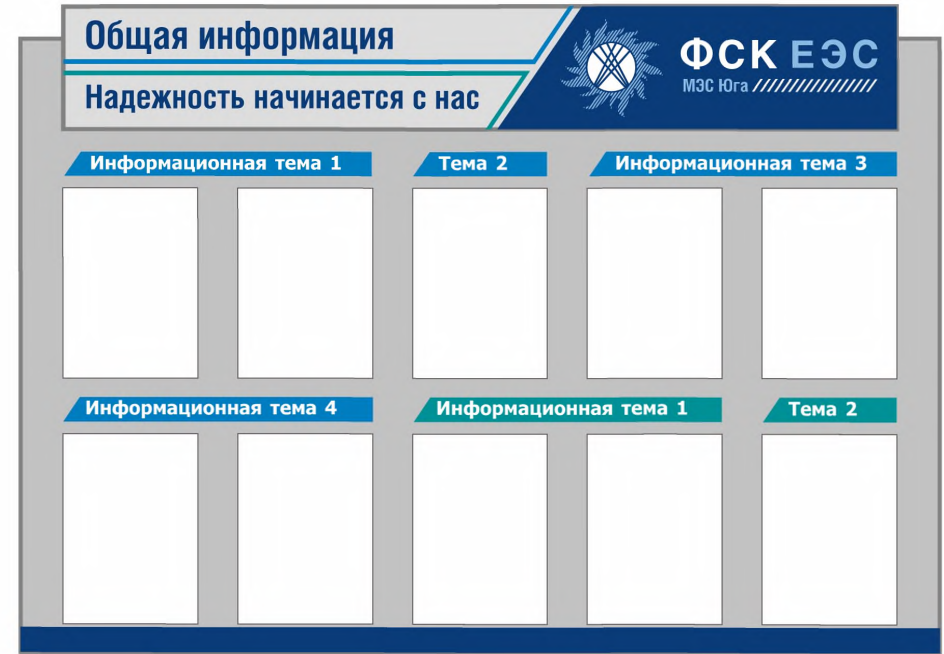 Общая информация
Надежность начинается с нас
ФСК ЕЭС
МЭС Юга
Информационная тема 1
Тема 2
Информационная тема 3
Информационная тема 4
Информационная тема 1
Тема 2